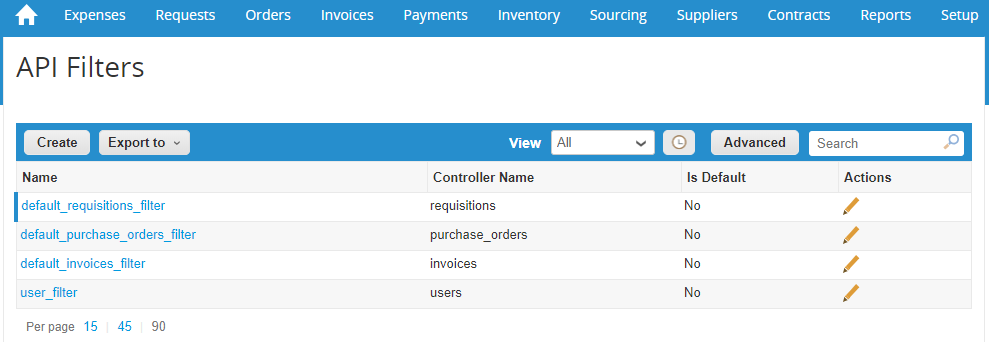 Expenses Requests Orders Invoices Payments Inventory Sourcing Suppliers Contracts Reports Setup
API Filters
Create Export to View All Advanced Search
Name Controller Name Is Default Actions
default_requisitions_filter requisitions No
default_purchase_orders_filter purchase_orders No
default_invoices_filter invoices No
user_filter users No
Per page 15 45 90